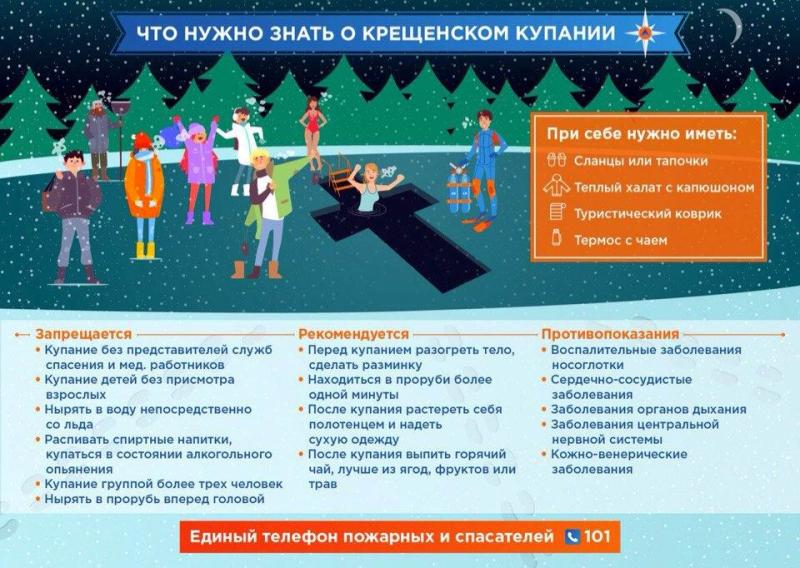 ЧТО НУЖНО ЗНАТЬ О КРЕЩЕНСКОМ КУПАНИИ
При себе нужно иметь:
Сланцы или тапочки
Теплый халат с капюшоном
Туристический коврик
Термос с чаем
Запрещается
• Купание без представителей служб
спасения и мед. работников
• Купание детей без присмотра
взрослых
• Нырять в воду непосредственно
со льда
• Распивать спиртные напитки,
купаться в состоянии алкогольного
опьянения
• Купание группой более трех человек
• Нырять в прорубь вперед головой
Рекомендуется
• Перед купанием разогреть тело,
сделать разминку
• Находиться в проруби более
одной минуты
• После купания растереть себя
полотенцем и надеть
сухую одежду
• После купания выпить горячий
чай, лучше из ягод, фруктов или
трав
Противопоказания
• Воспалительные заболевания
носоглотки
• Сердечно-сосудистые
заболевания
• Заболевания органов дыхания
• Заболевания центральной
нервной системы
• Кожно-венерические
заболевания
Единый телефон пожарных и спасателей 101